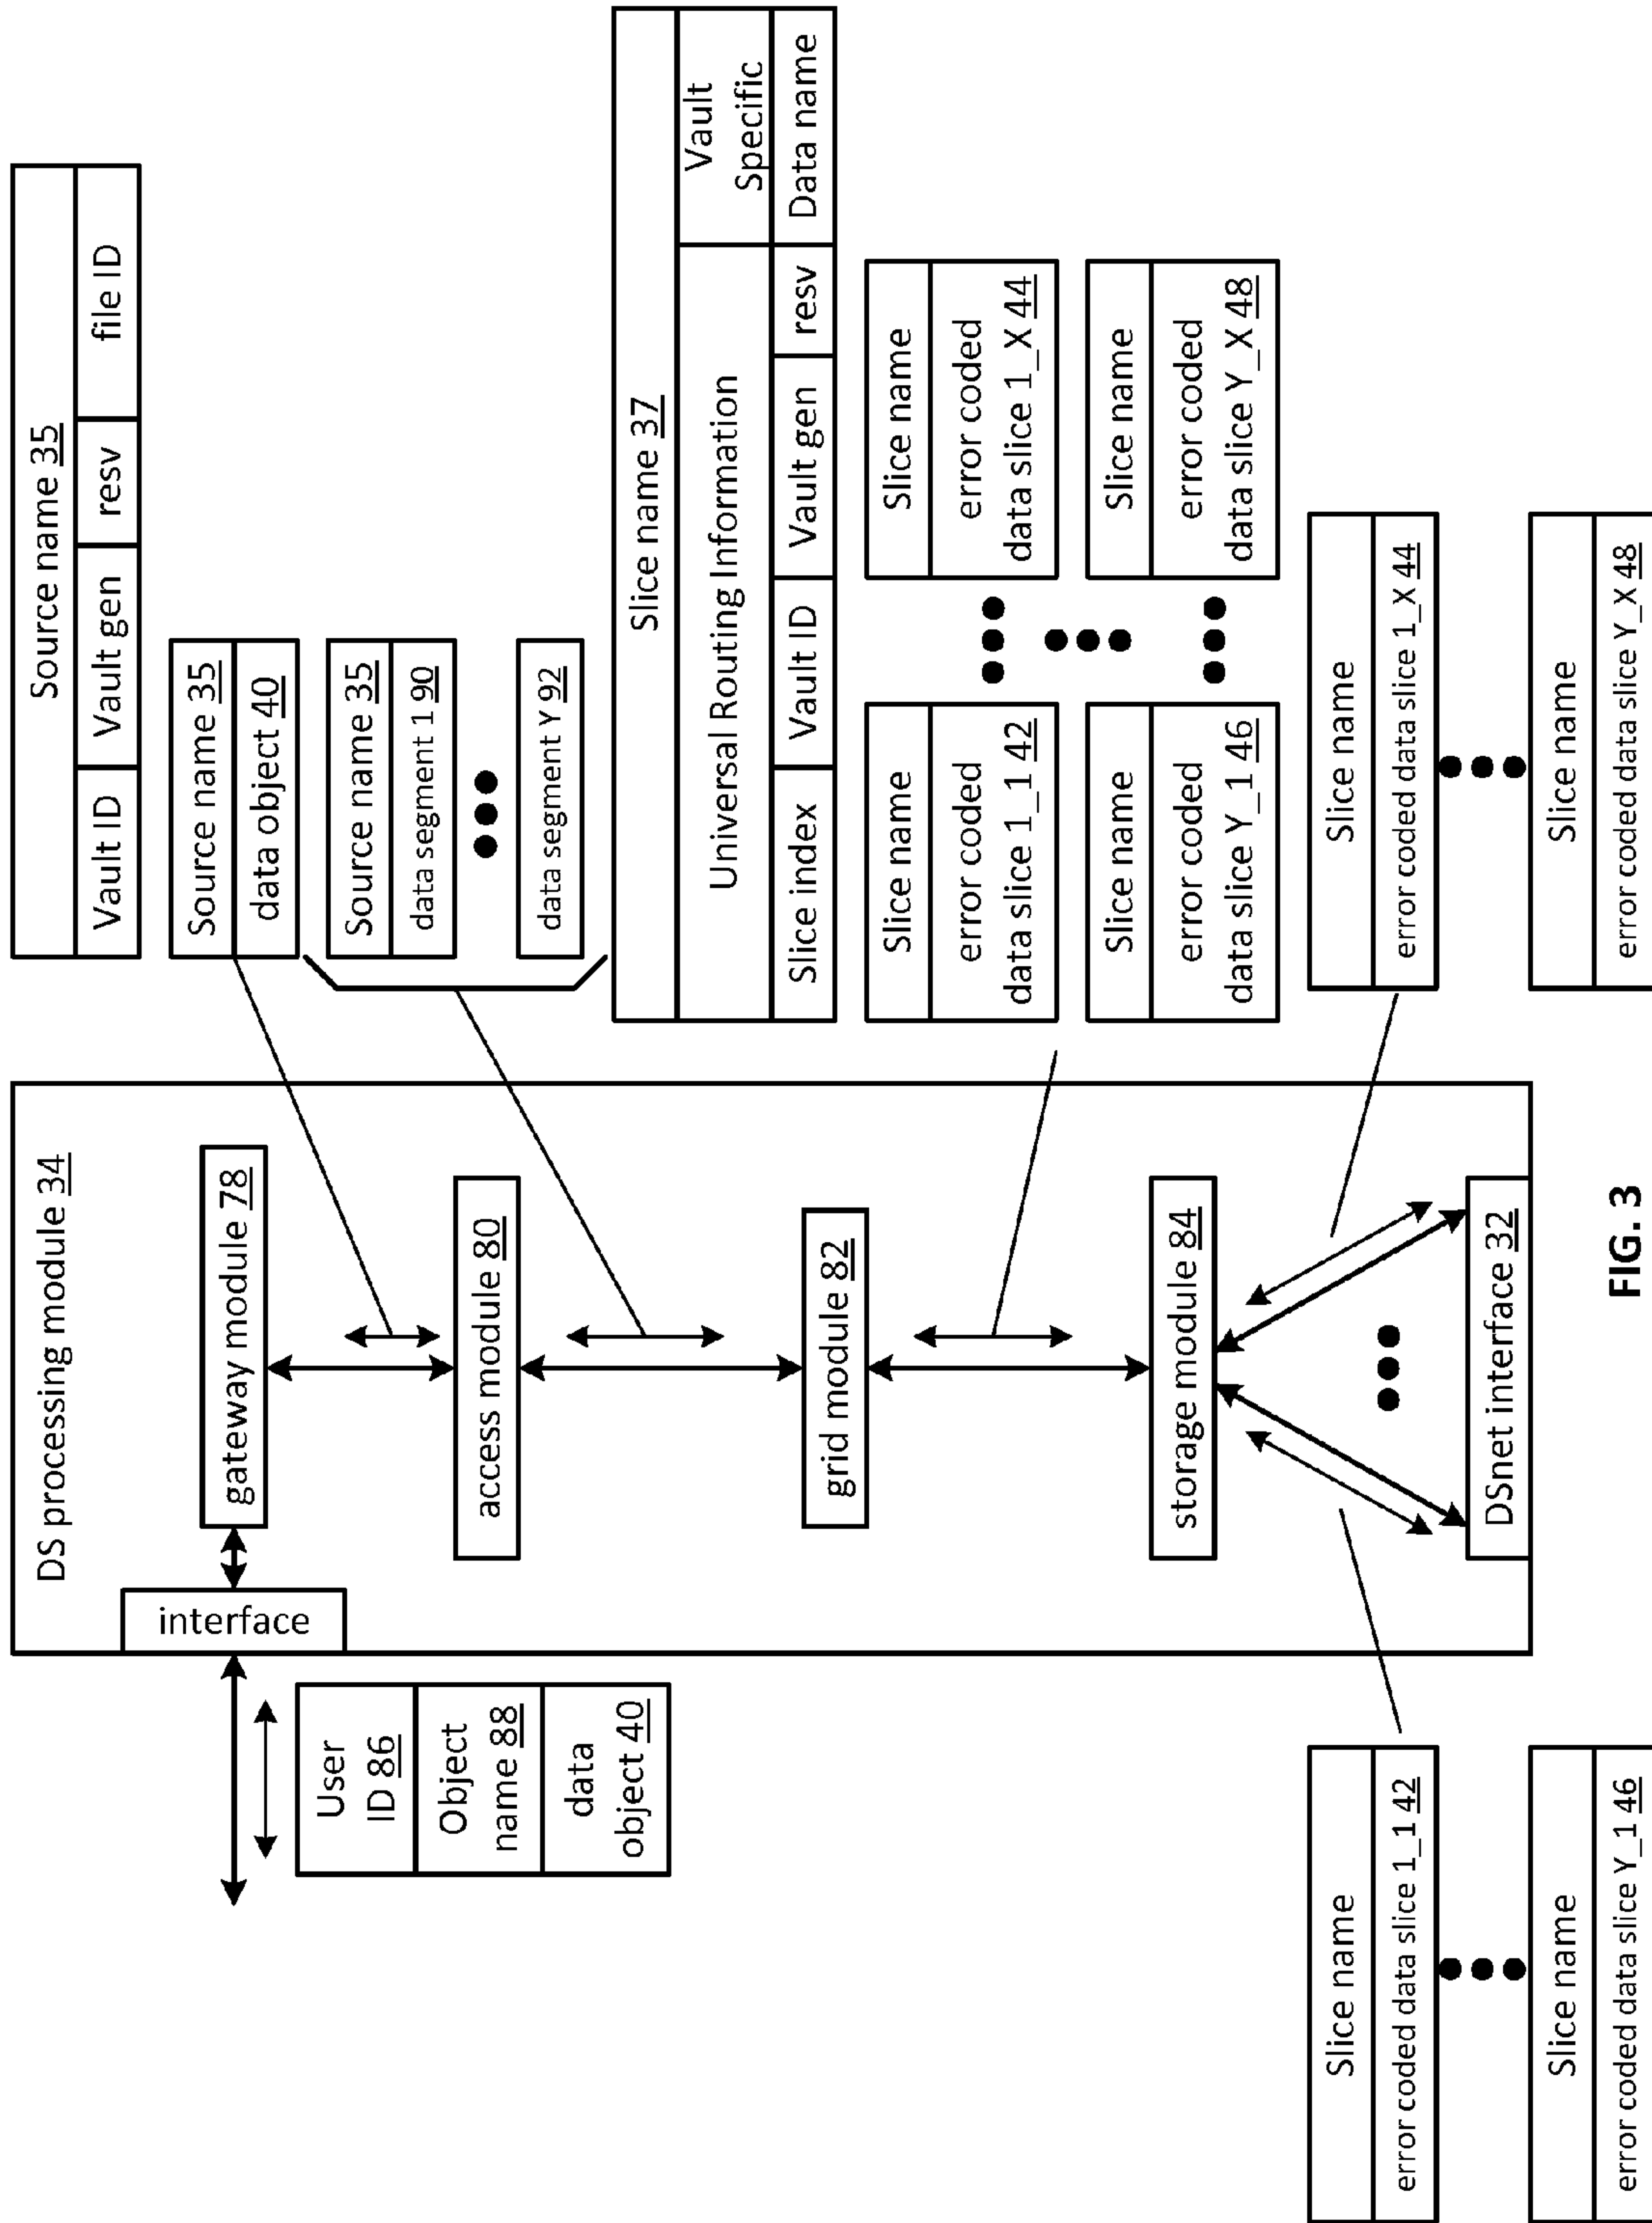 DS processing module 34
interface
gateway module 78
access module 80
grid module 82
storage module 84
DSnet interface 32
User
ID 86
Object
name 88
data
object 40
Source name 35
Vault ID
Vault gen
resv
file ID
Source name 35
data object 40
Source name 35
data segment 1 90
data segment Y 92
Slice name 37
Universal Routing Information
Vault
Specific
Slice index
Vault ID
Vault gen
resv
Data name
Slice name
error coded
data slice 1_1 42
Slice name
error coded
data slice 1_X 44
Slice name
error coded
data slice Y_1 46
Slice name
error coded
data slice Y_X 48
Slice name
error coded data slice 1_1 42
Slice name
error coded data slice Y_1 46
Slice name
error coded data slice 1_X 44
Slice name
error coded data slice Y_X 48
FIG. 3